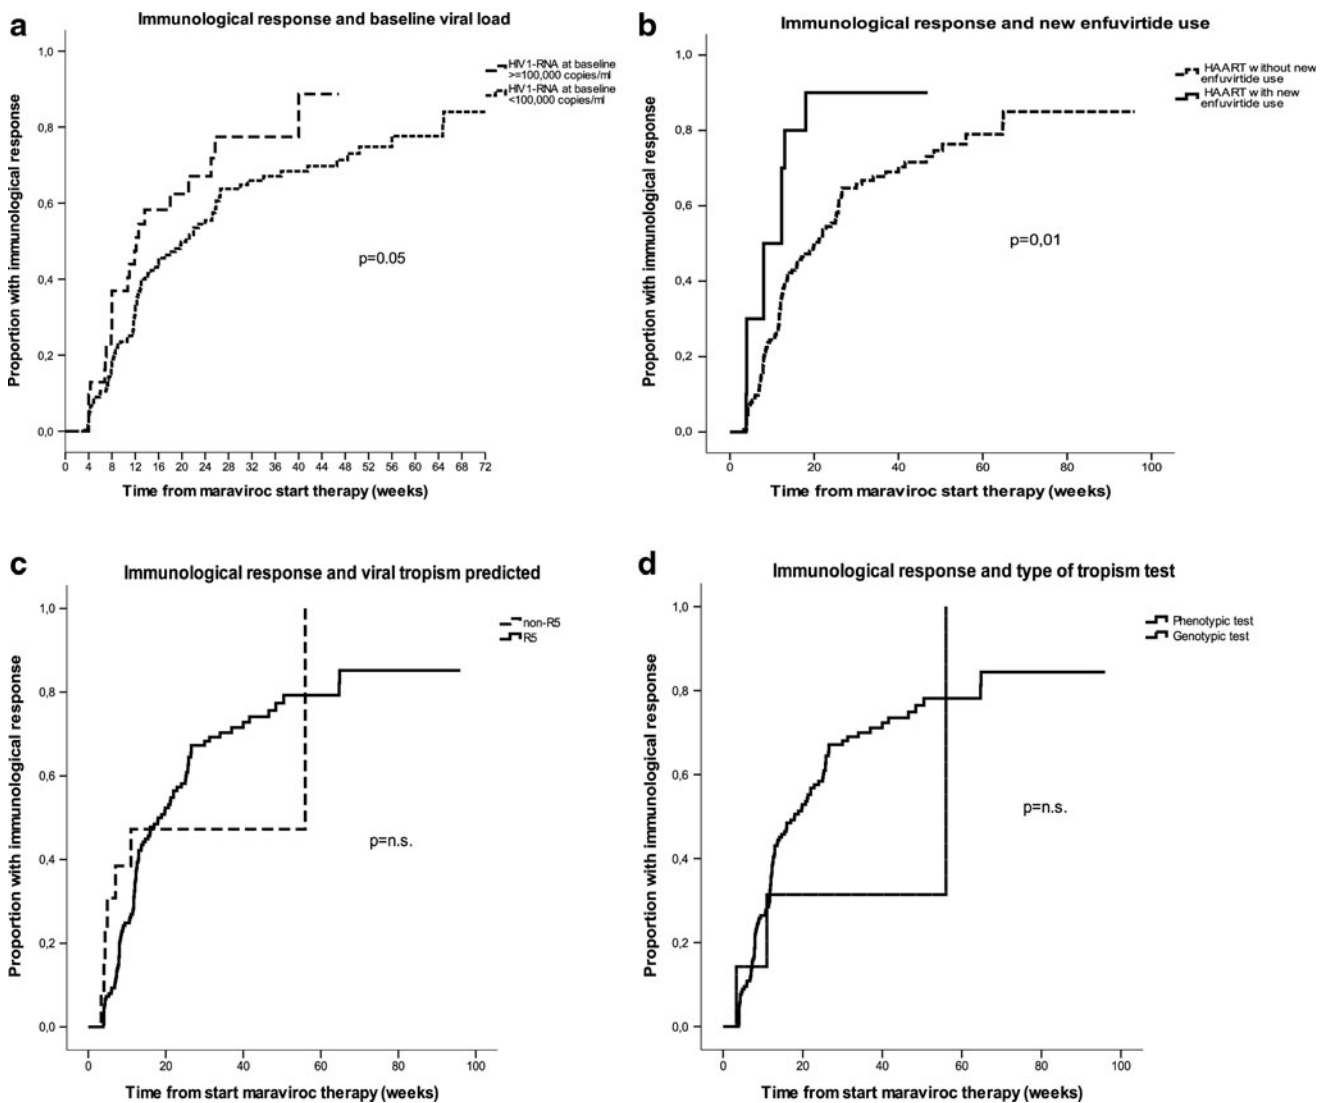 a
Immunological response and baseline viral load
Proportion with immunological response
1,0
0,8
0,6
0,4
0,2
0,0
HIV1-RNA at baseline
>=100,000 copies/ml
HIV1-RNA at baseline
<100,000 copies/ml
p=0.05
0 4 8 12 16 20 24 28 32 36 40 44 48 52 56 60 64 68 72
Time from maraviroc start therapy (weeks)
b
Immunological response and new enfuvirtide use
Proportion with immunological response
1,0
0,8
0,6
0,4
0,2
0,0
HAART without new
enfuvirtide use
HAART with new
enfuvirtide use
p=0,01
0 20 40 60 80 100
Time from maraviroc start therapy (weeks)
c
Immunological response and viral tropism predicted
Proportion with immunological response
1,0
0,8
0,6
0,4
0,2
0,0
non-R5
R5
p=n.s.
0 20 40 60 80 100
Time from start maraviroc therapy (weeks)
d
Immunological response and type of tropism test
Proportion with immunological response
1,0
0,8
0,6
0,4
0,2
0,0
Phenotypic test
Genotypic test
p=n.s.
0 20 40 60 80 100
Time from start maraviroc therapy (weeks)